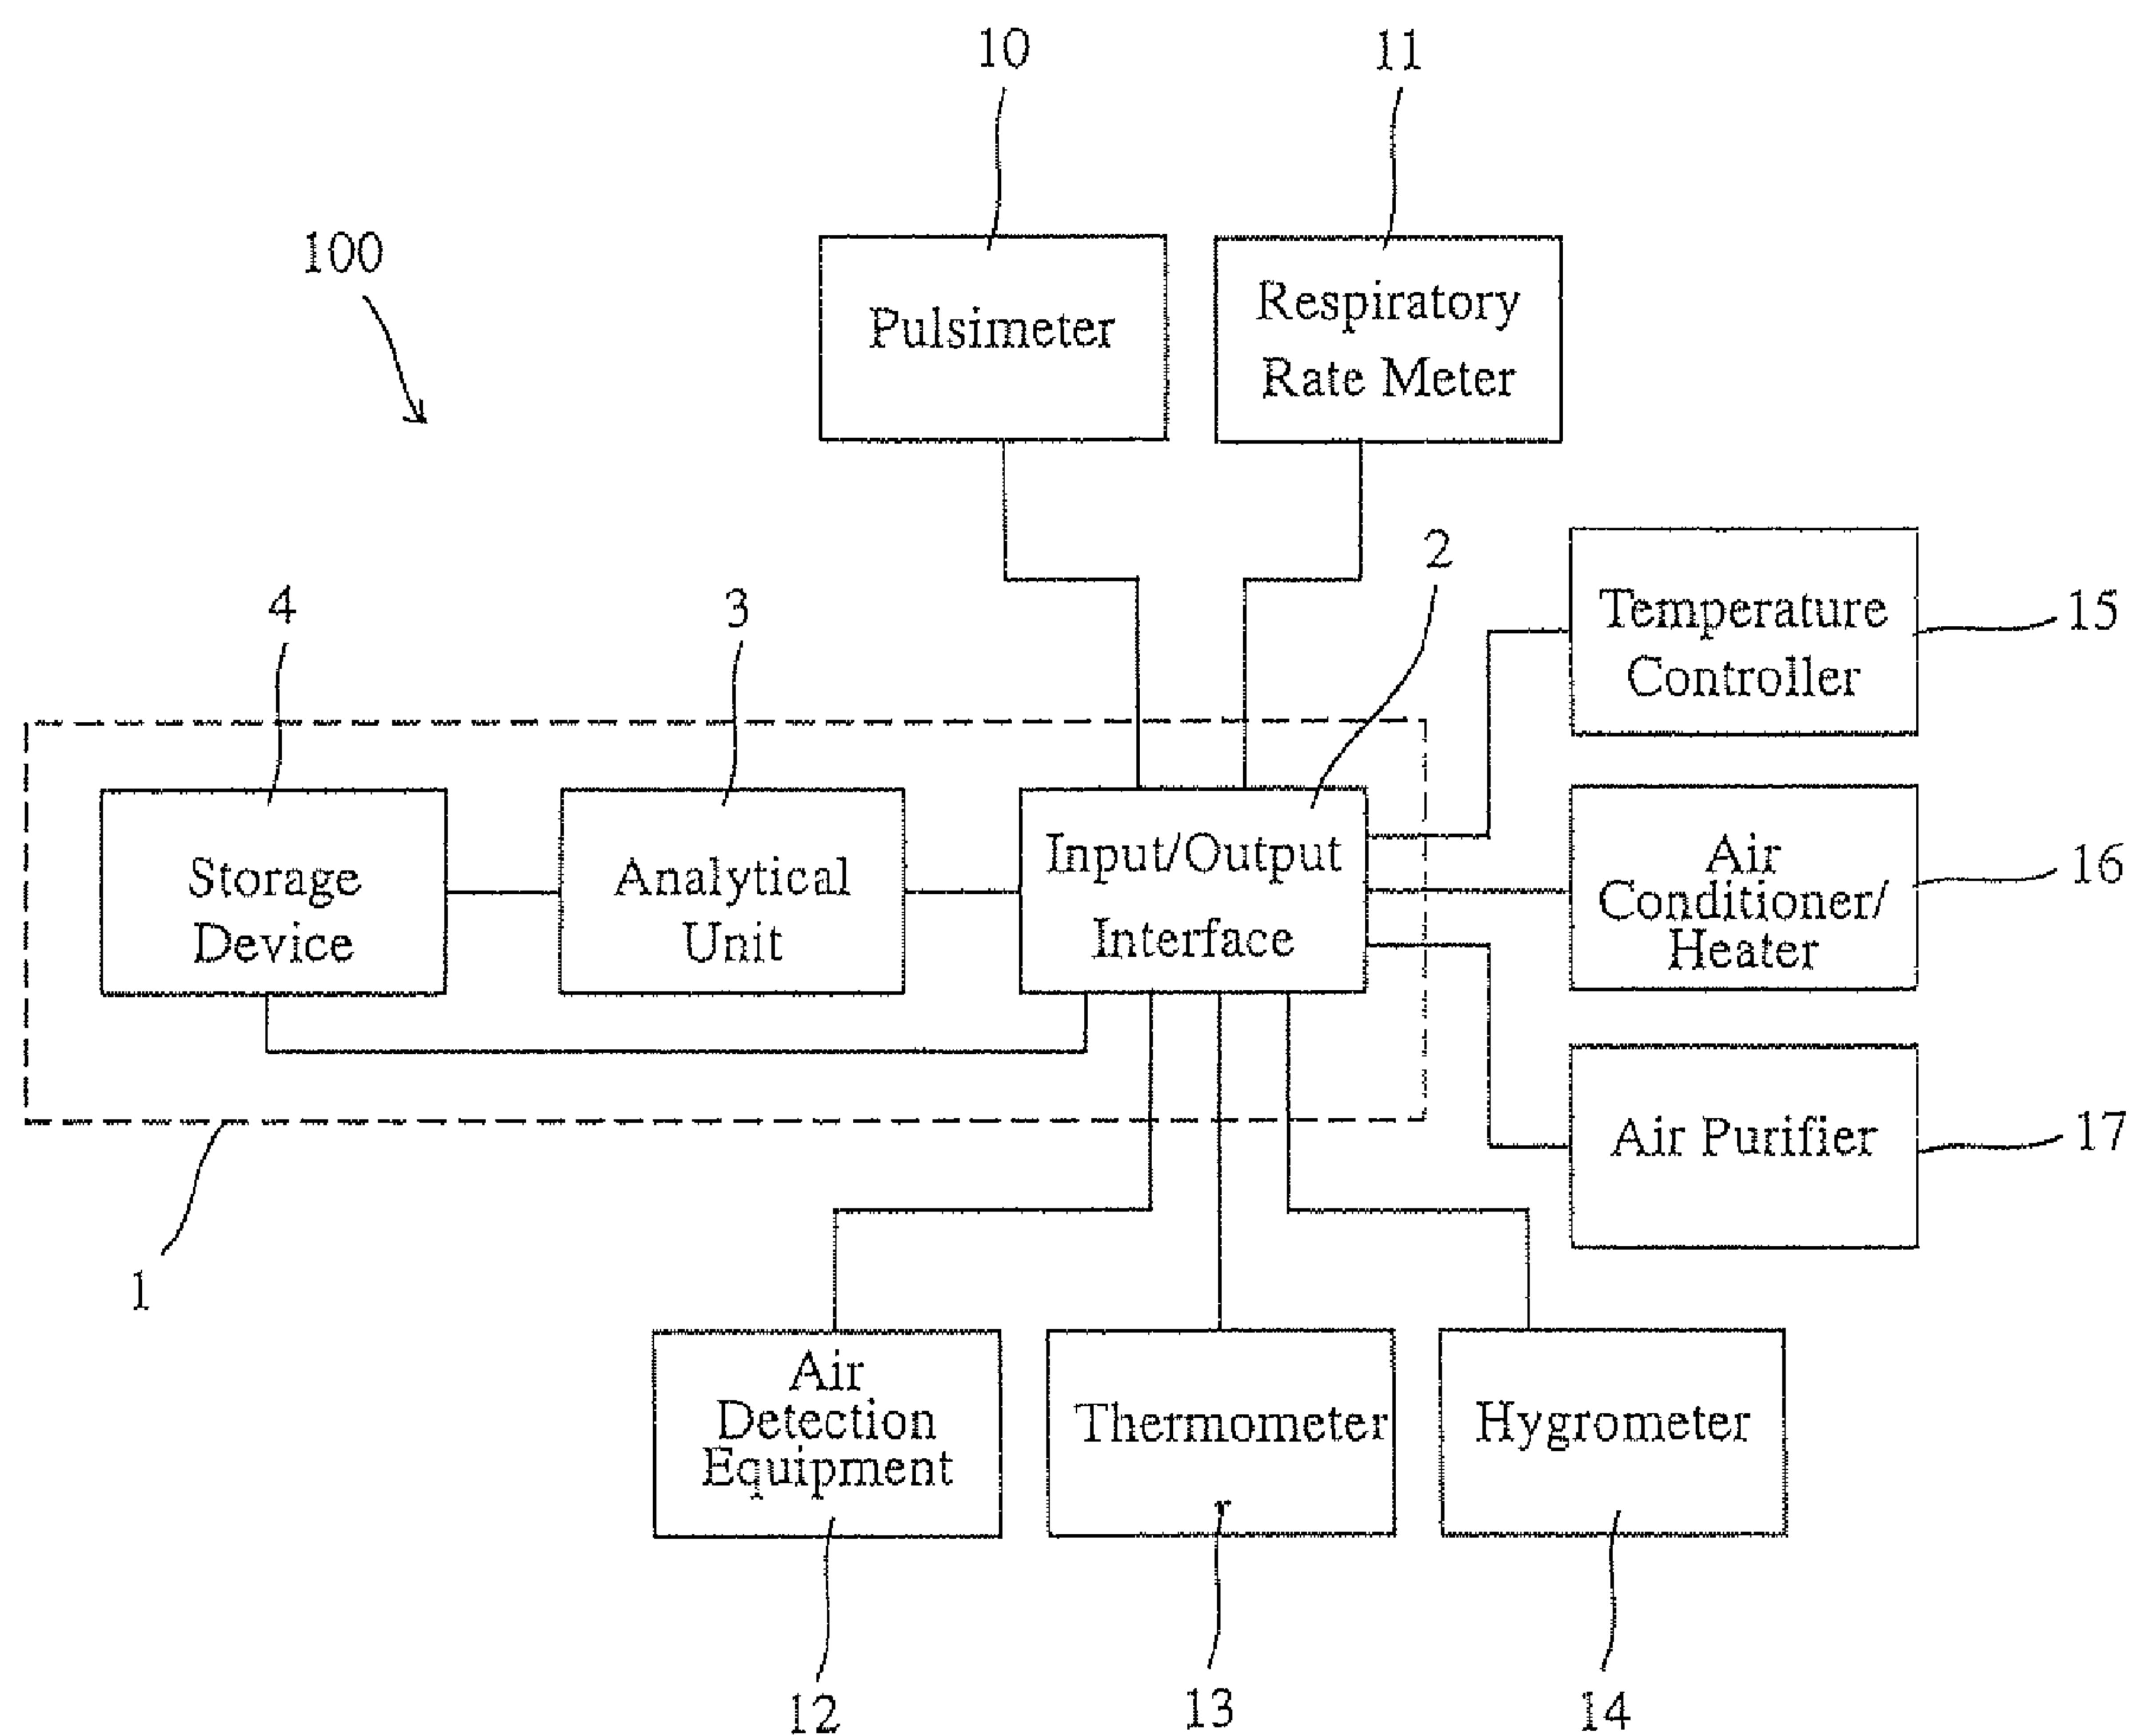 10
11
100
Pulsimeter
Respiratory
Rate Meter
2
4
3
Temperature
Controller
15
Storage
Device
Analytical
Unit
Input/Output
Interface
Air
Conditioner/
Heater
16
Air Purifier
17
1
Air
Detection
Equipment
Thermometer
r
Hygrometer
12
13
14